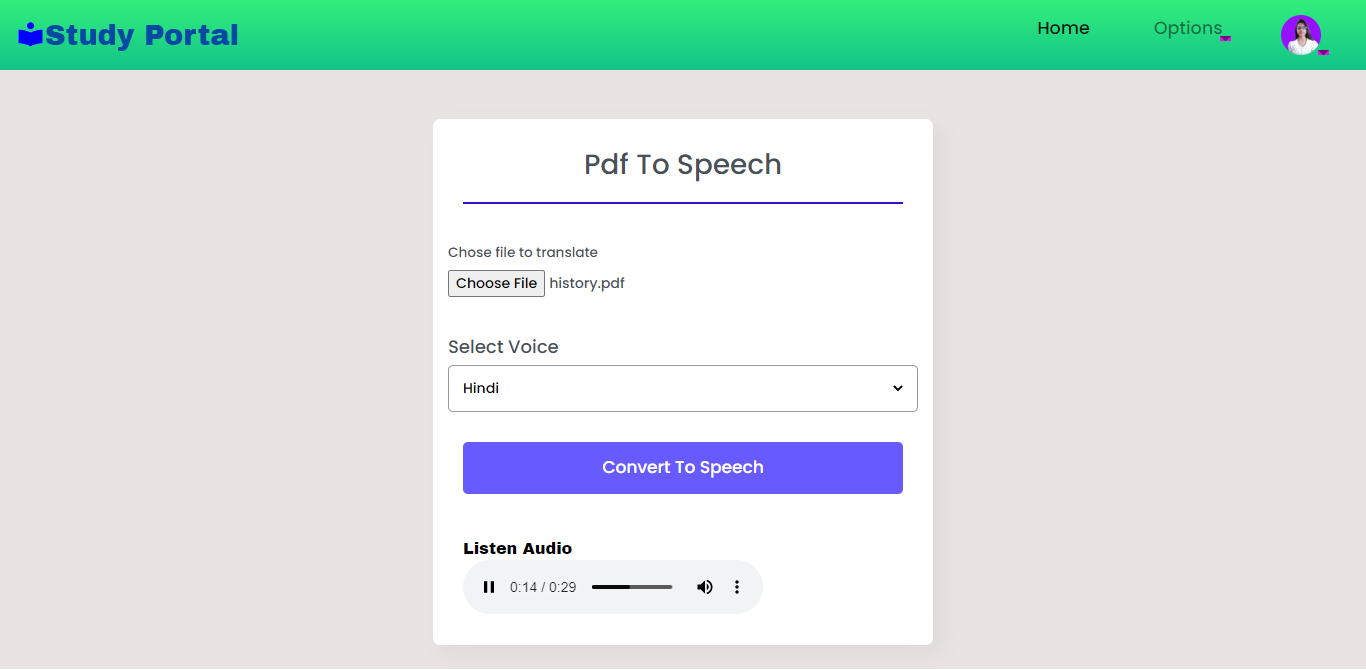 Study Portal
Home
Options
Pdf To Speech
Chose file to translate
Choose File history.pdf
Select Voice
Hindi
Convert To Speech
Listen Audio
0:14 / 0:29